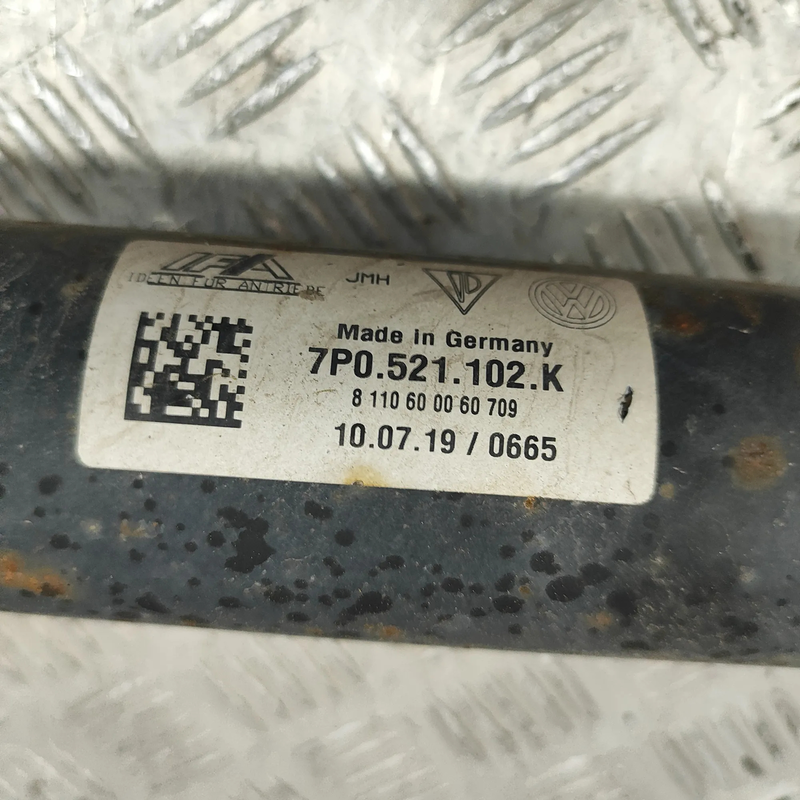 IFA
IDEEN FÜR ANTRIEBE
JMH
VW
Made in Germany
7P0.521.102.K
8 110 60 00 60 709
10.07.19 / 0665